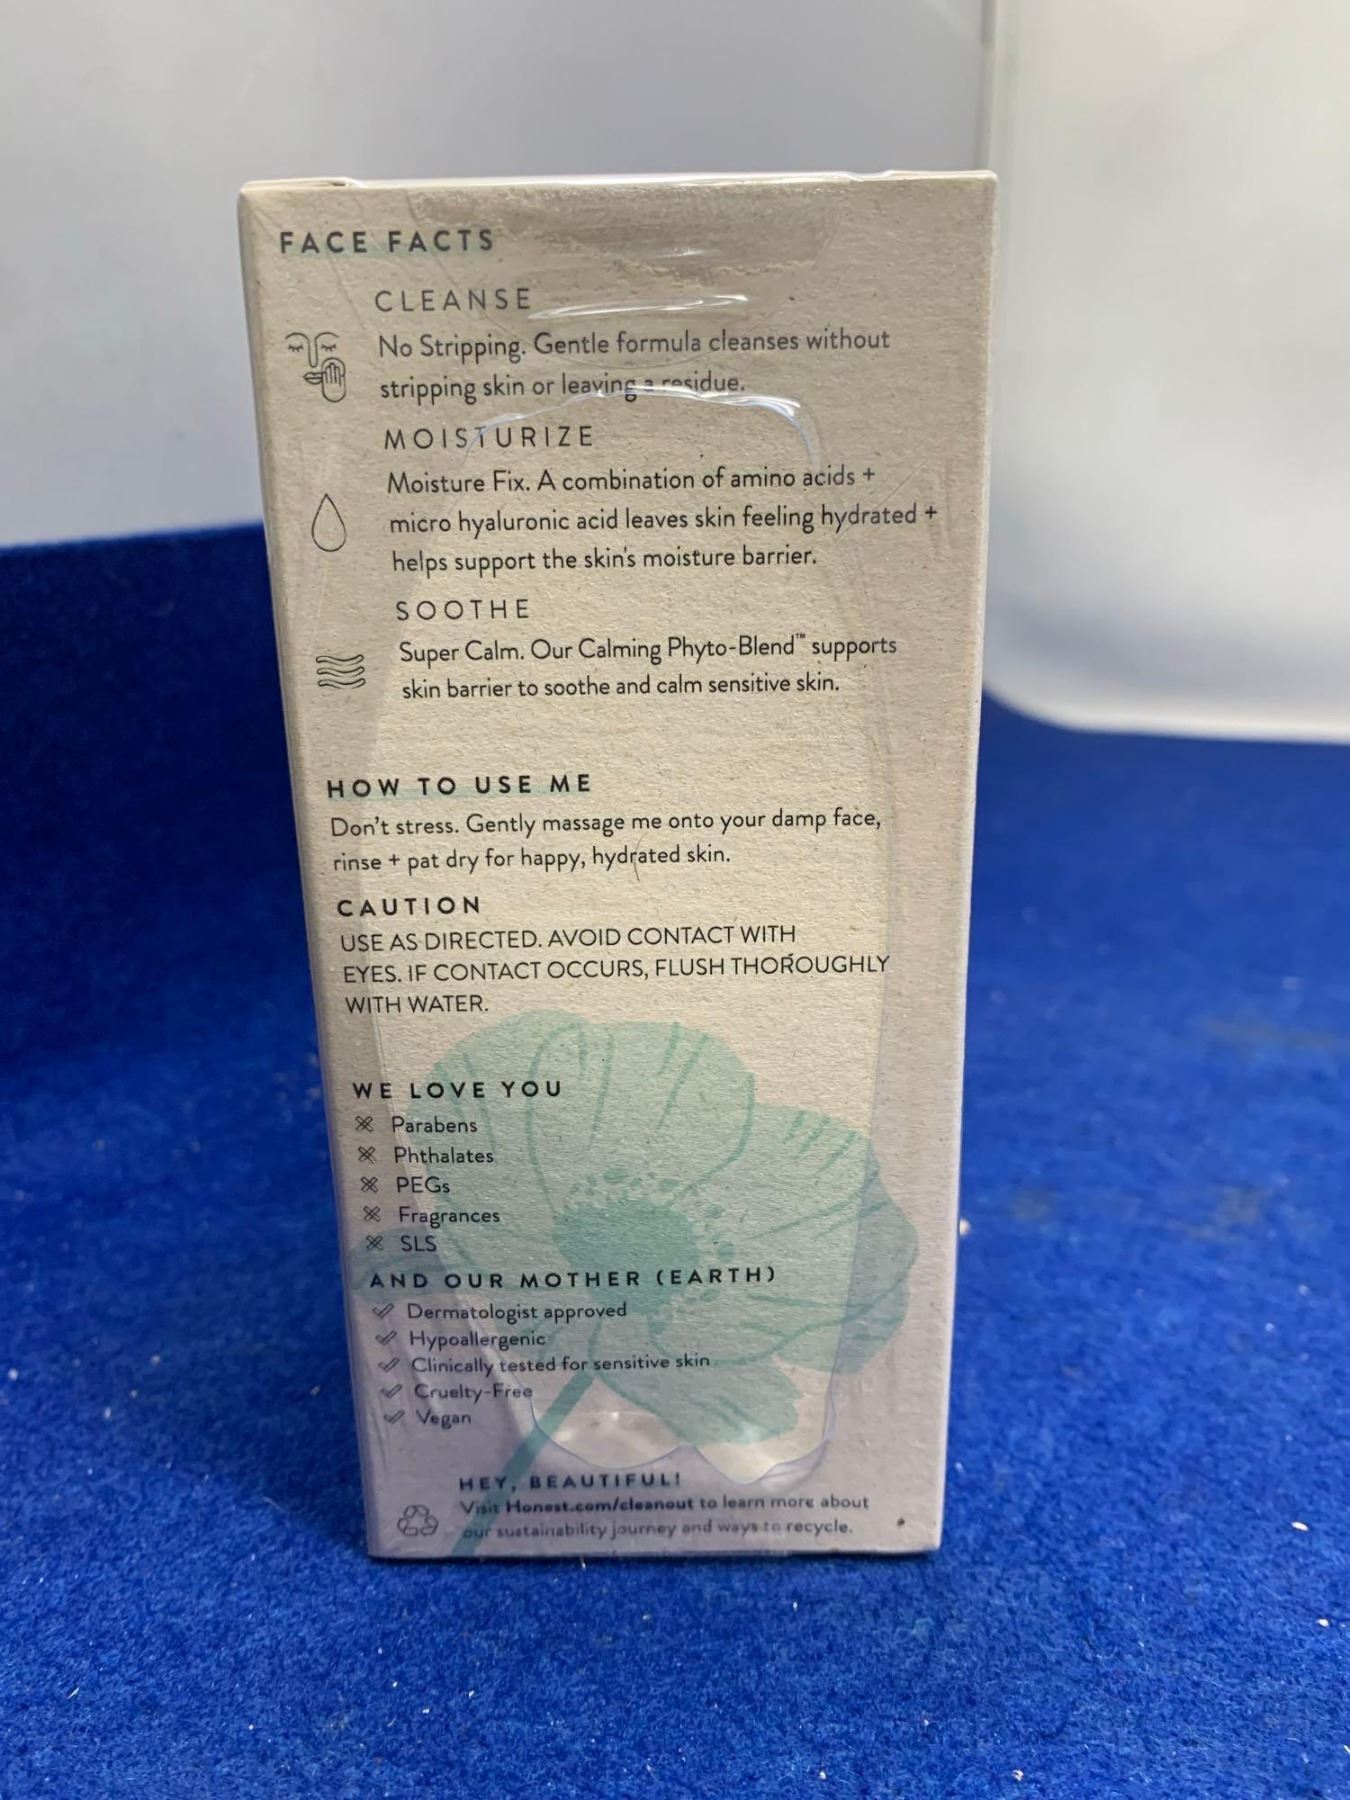 FACE FACTS
CLEANSE
No Stripping. Gentle formula cleanses without
stripping skin or leaving a residue.
MOISTURIZE
Moisture Fix. A combination of amino acids +
micro hyaluronic acid leaves skin feeling hydrated +
helps support the skin's moisture barrier.
SOOTHE
Super Calm. Our Calming Phyto-Blend™ supports
skin barrier to soothe and calm sensitive skin.
HOW TO USE ME
Don't stress. Gently massage me onto your damp face,
rinse + pat dry for happy, hydrated skin.
CAUTION
USE AS DIRECTED. AVOID CONTACT WITH
EYES. IF CONTACT OCCURS, FLUSH THOROUGHLY
WITH WATER.
WE LOVE YOU
Parabens
Phthalates
PEGs
Fragrances
SLS
AND OUR MOTHER (EARTH)
Dermatologist approved
Hypoallergenic
Clinically tested for sensitive skin
Cruelty-Free
Vegan
HEY, BEAUTIFUL!
Visit Honest.com/cleanout to learn more about
our sustainability journey and ways to recycle.